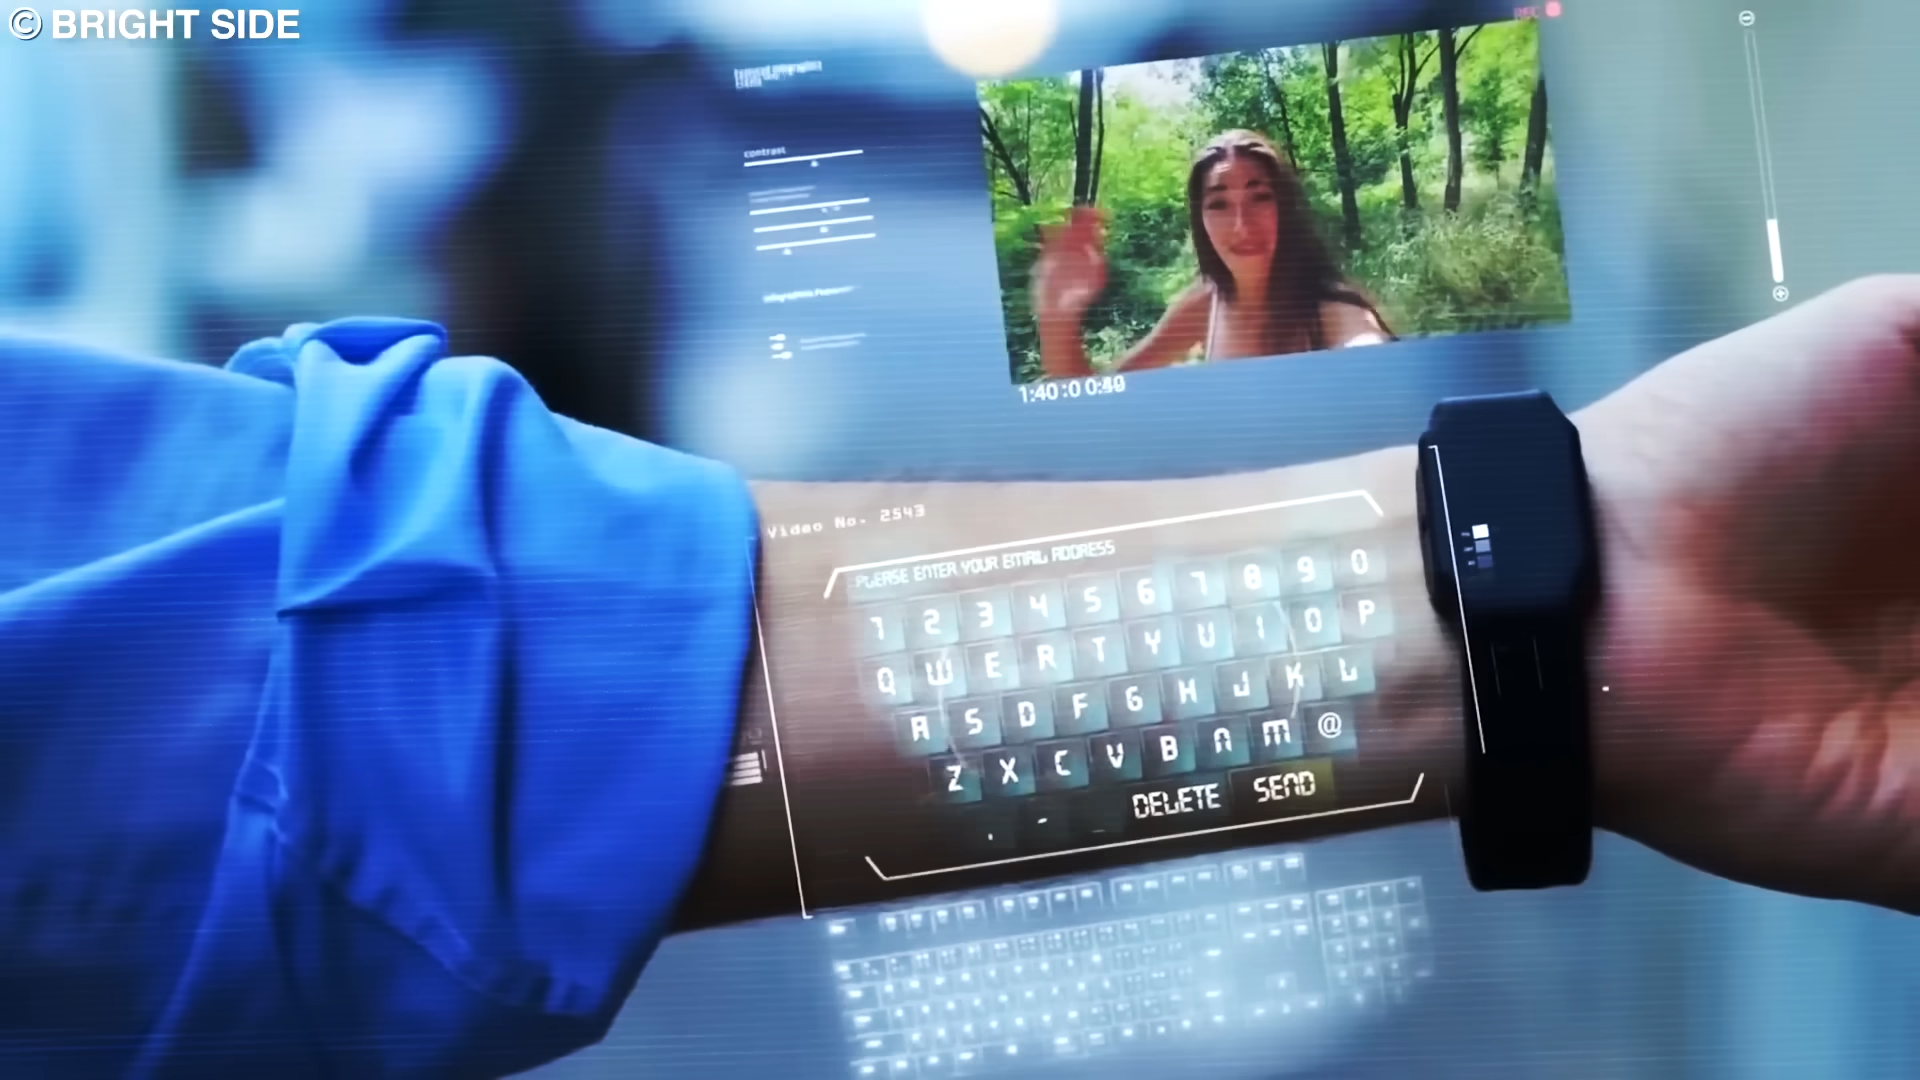 © BRIGHT SIDE
REC
contrast
1:40:0 0:
Video No. 2543
PLEASE ENTER YOUR EMAIL ADDRESS
1 2 3 4 5 6 7 8 9 0
Q W E R T Y U I O P
A S D F G H J K L
Z X C V B N M @
. - _ DELETE SEND